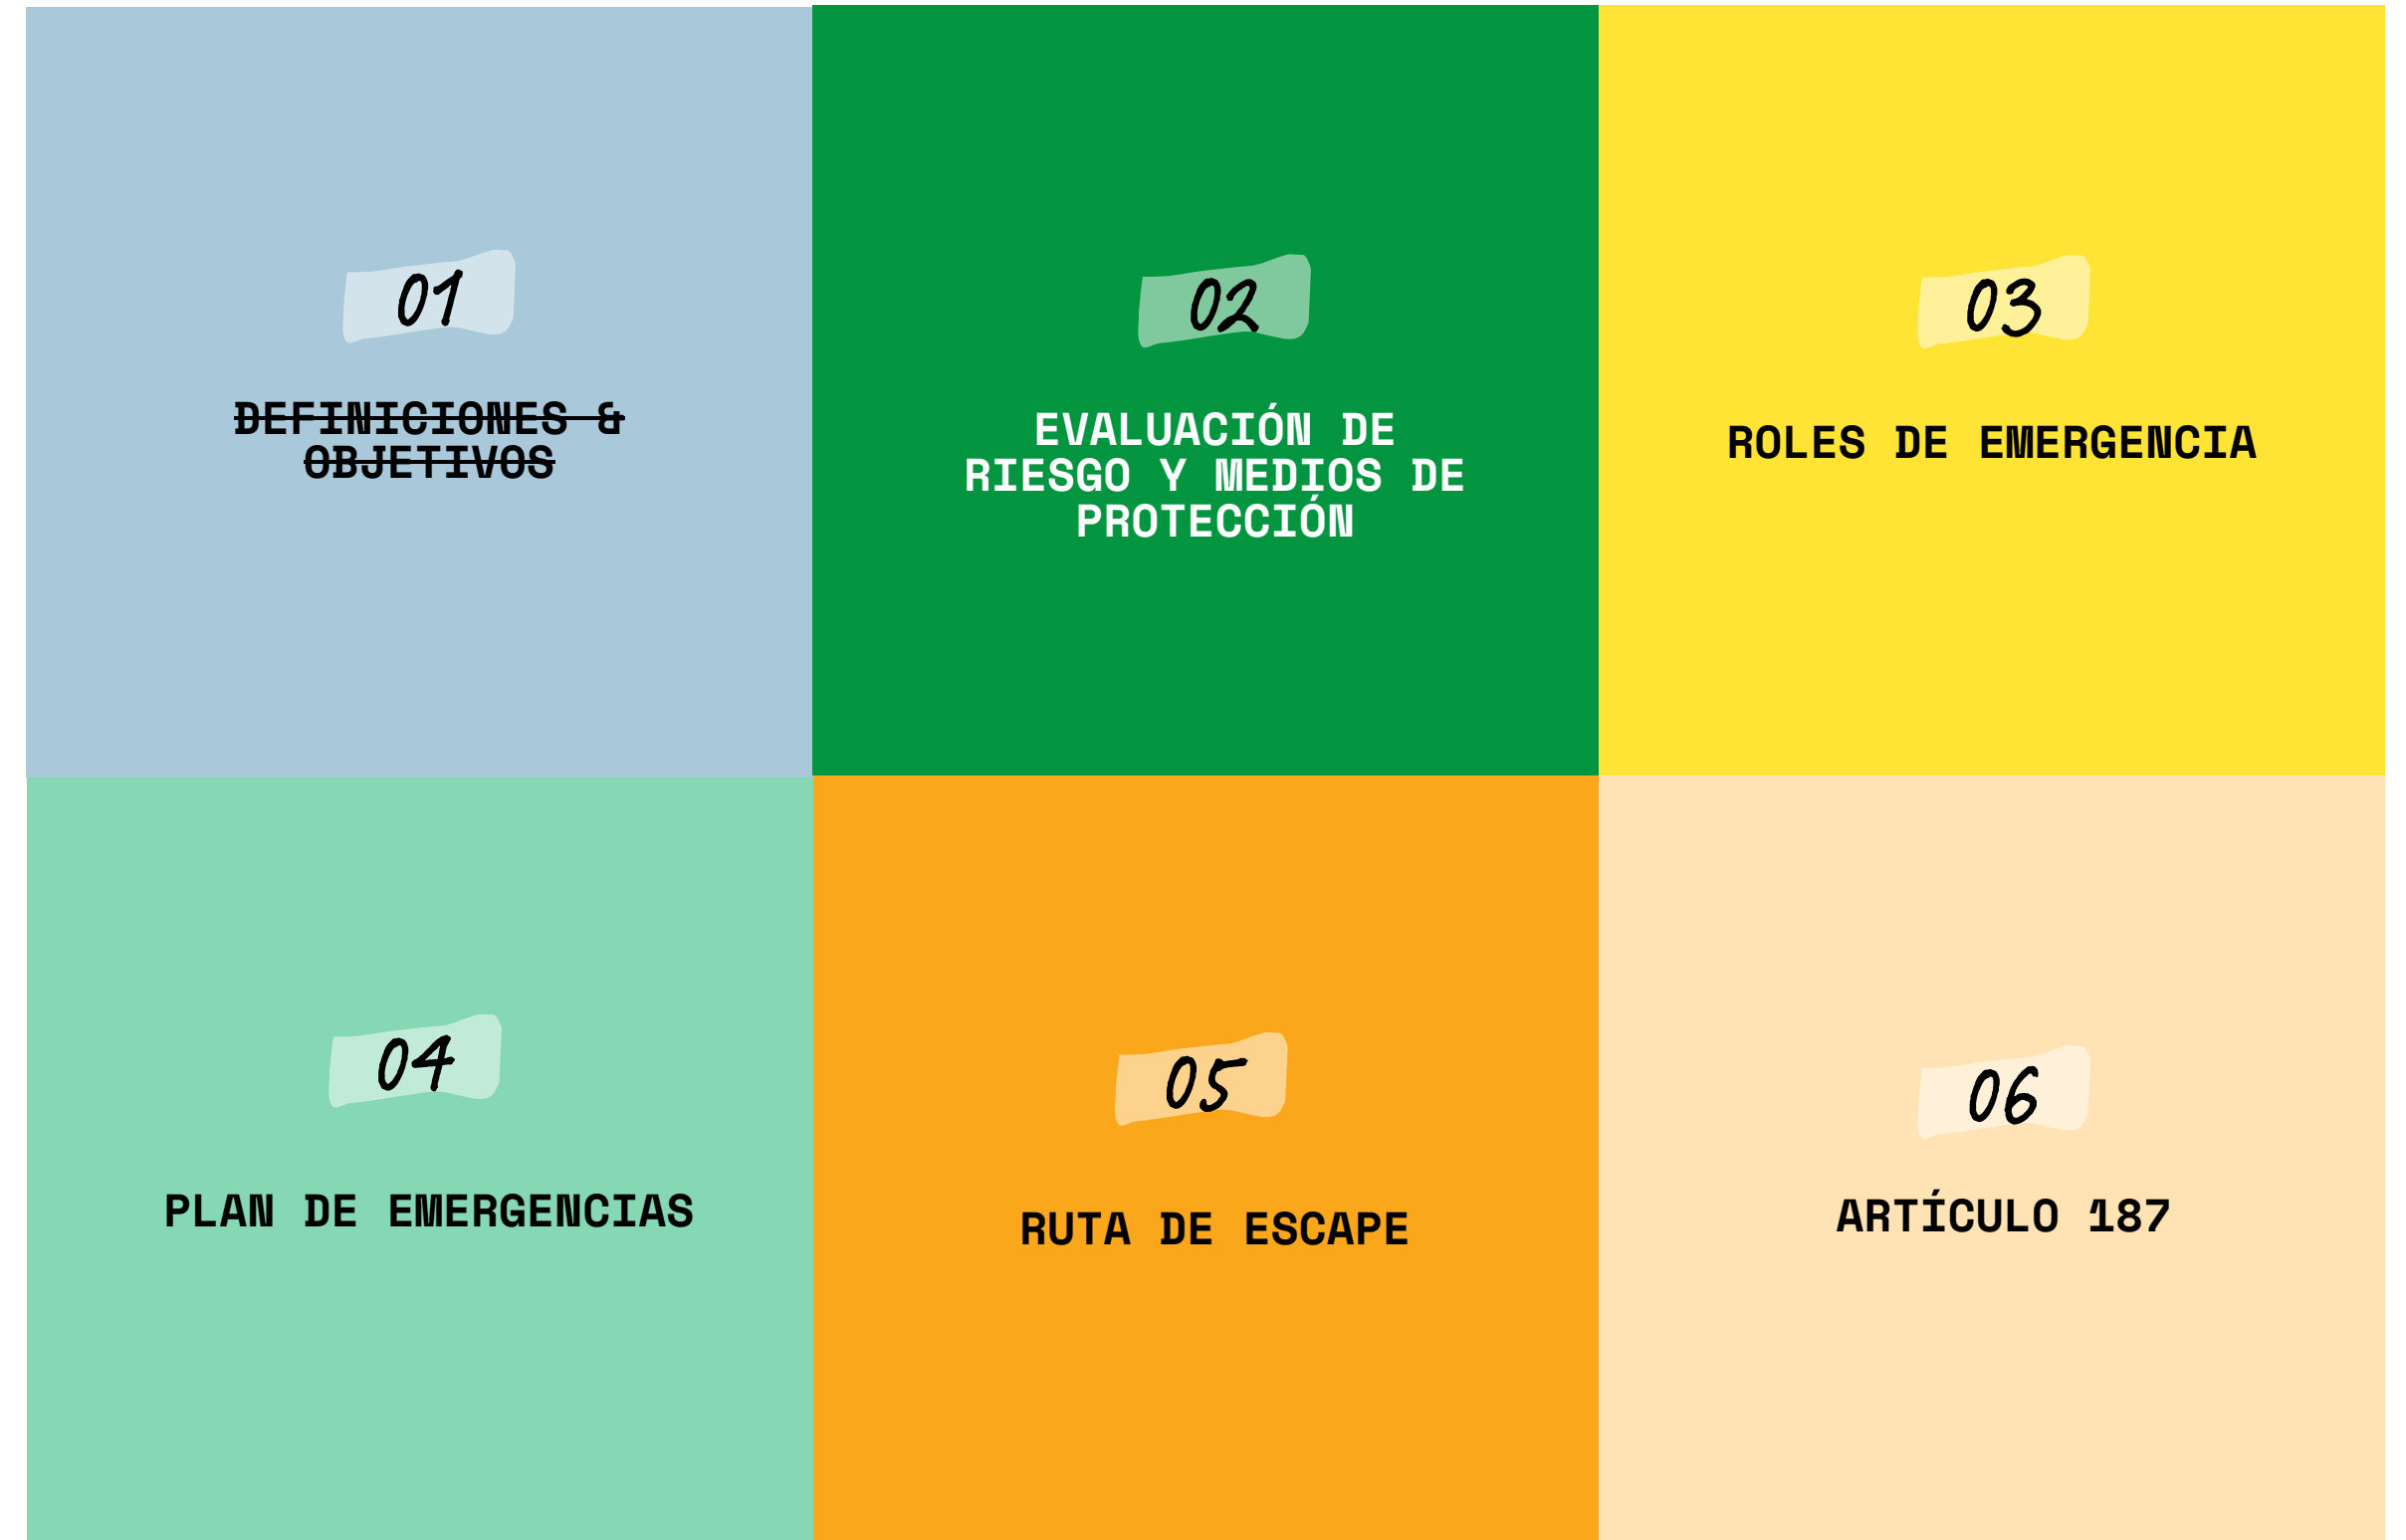 01
DEFINICIONES &
OBJETIVOS
02
EVALUACIÓN DE
RIESGO Y MEDIOS DE
PROTECCIÓN
03
ROLES DE EMERGENCIA
04
PLAN DE EMERGENCIAS
05
RUTA DE ESCAPE
06
ARTÍCULO 187